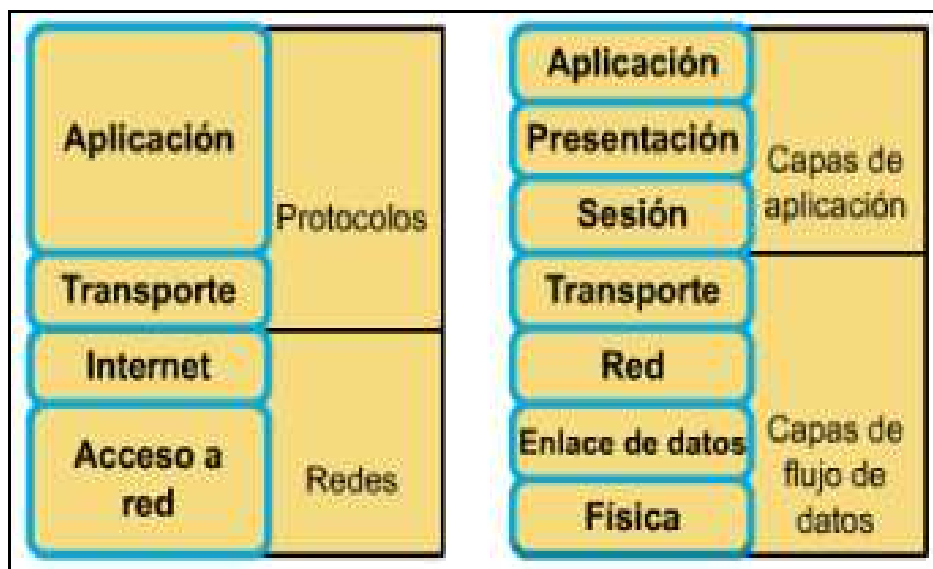 Aplicación
Protocolos
Transporte
Internet
Acceso a
red
Redes
Aplicación
Presentación
Sesión
Capas de
aplicación
Transporte
Red
Enlace de datos
Física
Capas de
flujo de
datos